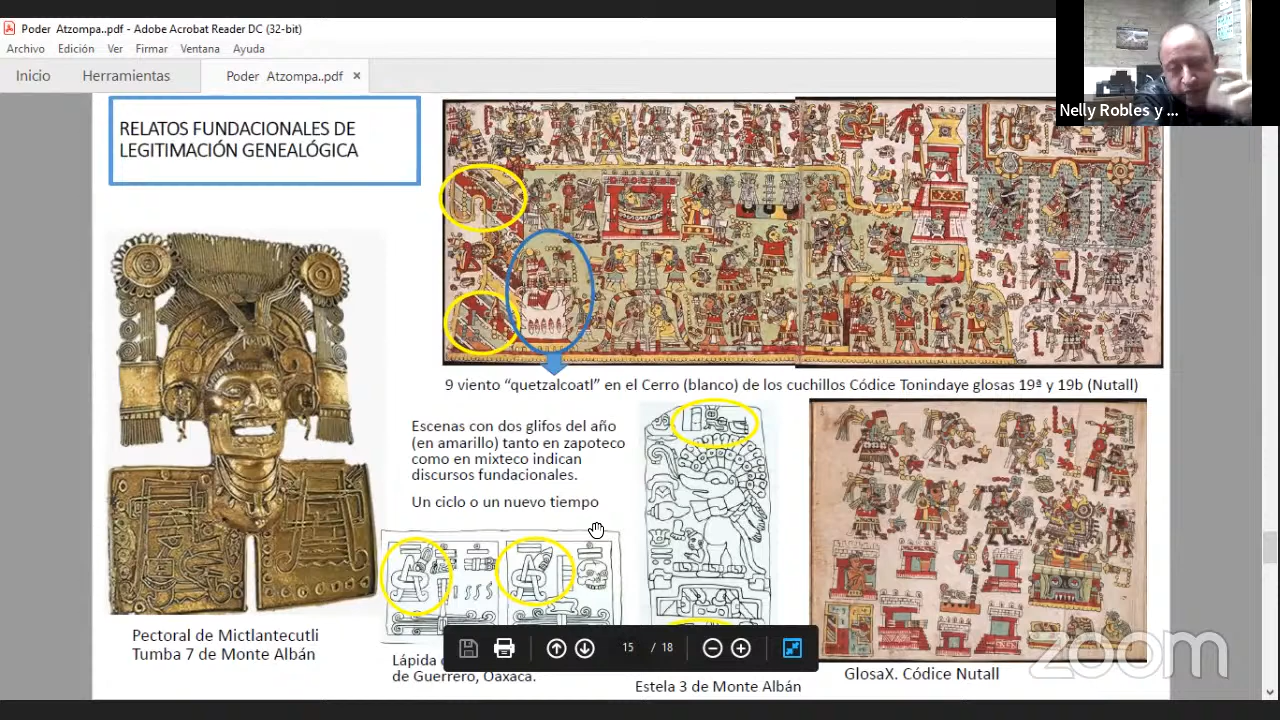 Poder Atzompa..pdf - Adobe Acrobat Reader DC (32-bit)
Archivo Edición Ver Firmar Ventana Ayuda
Inicio Herramientas Poder Atzompa..pdf ×
Nelly Robles y ...
RELATOS FUNDACIONALES DE
LEGITIMACIÓN GENEALÓGICA
9 viento “quetzalcoatl” en el Cerro (blanco) de los cuchillos Códice Tonindaye glosas 19ª y 19b (Nutall)
Escenas con dos glifos del año
(en amarillo) tanto en zapoteco
como en mixteco indican
discursos fundacionales.
Un ciclo o un nuevo tiempo
Pectoral de Mictlantecutli
Tumba 7 de Monte Albán
Lápida
de Guerrero, Oaxaca.
15 / 18
Estela 3 de Monte Albán
GlosaX. Códice Nutall
zoom